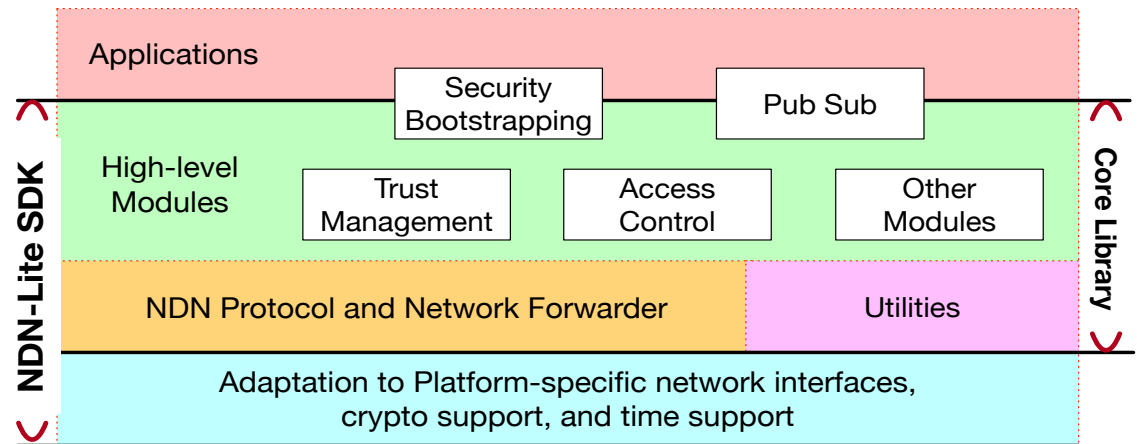 Applications
Security
Bootstrapping
Pub Sub
High-level
Modules
Trust
Management
Access
Control
Other
Modules
NDN Protocol and Network Forwarder
Utilities
Adaptation to Platform-specific network interfaces,
crypto support, and time support
NDN-Lite SDK
Core Library